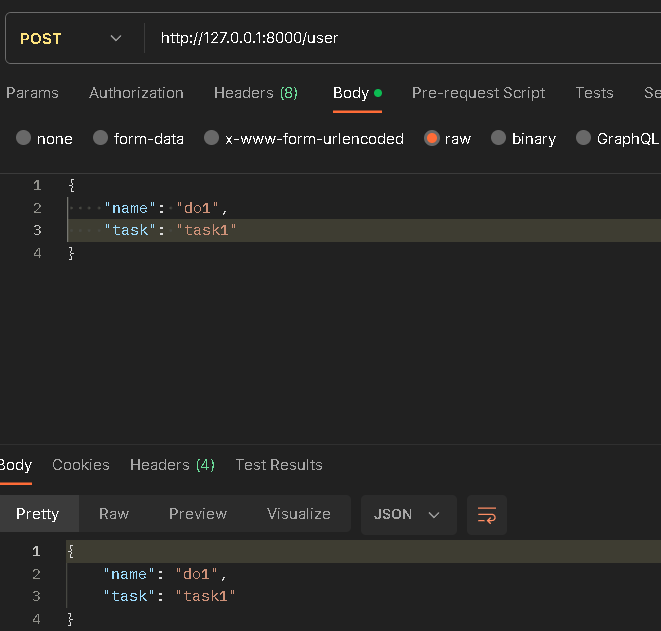 POST http://127.0.0.1:8000/user
Params Authorization Headers (8) Body Pre-request Script Tests Se
none form-data x-www-form-urlencoded raw binary GraphQL
1 {
2 "name": "do1",
3 "task": "task1"
4 }
Body Cookies Headers (4) Test Results
Pretty Raw Preview Visualize JSON
1 {
2 "name": "do1",
3 "task": "task1"
4 }